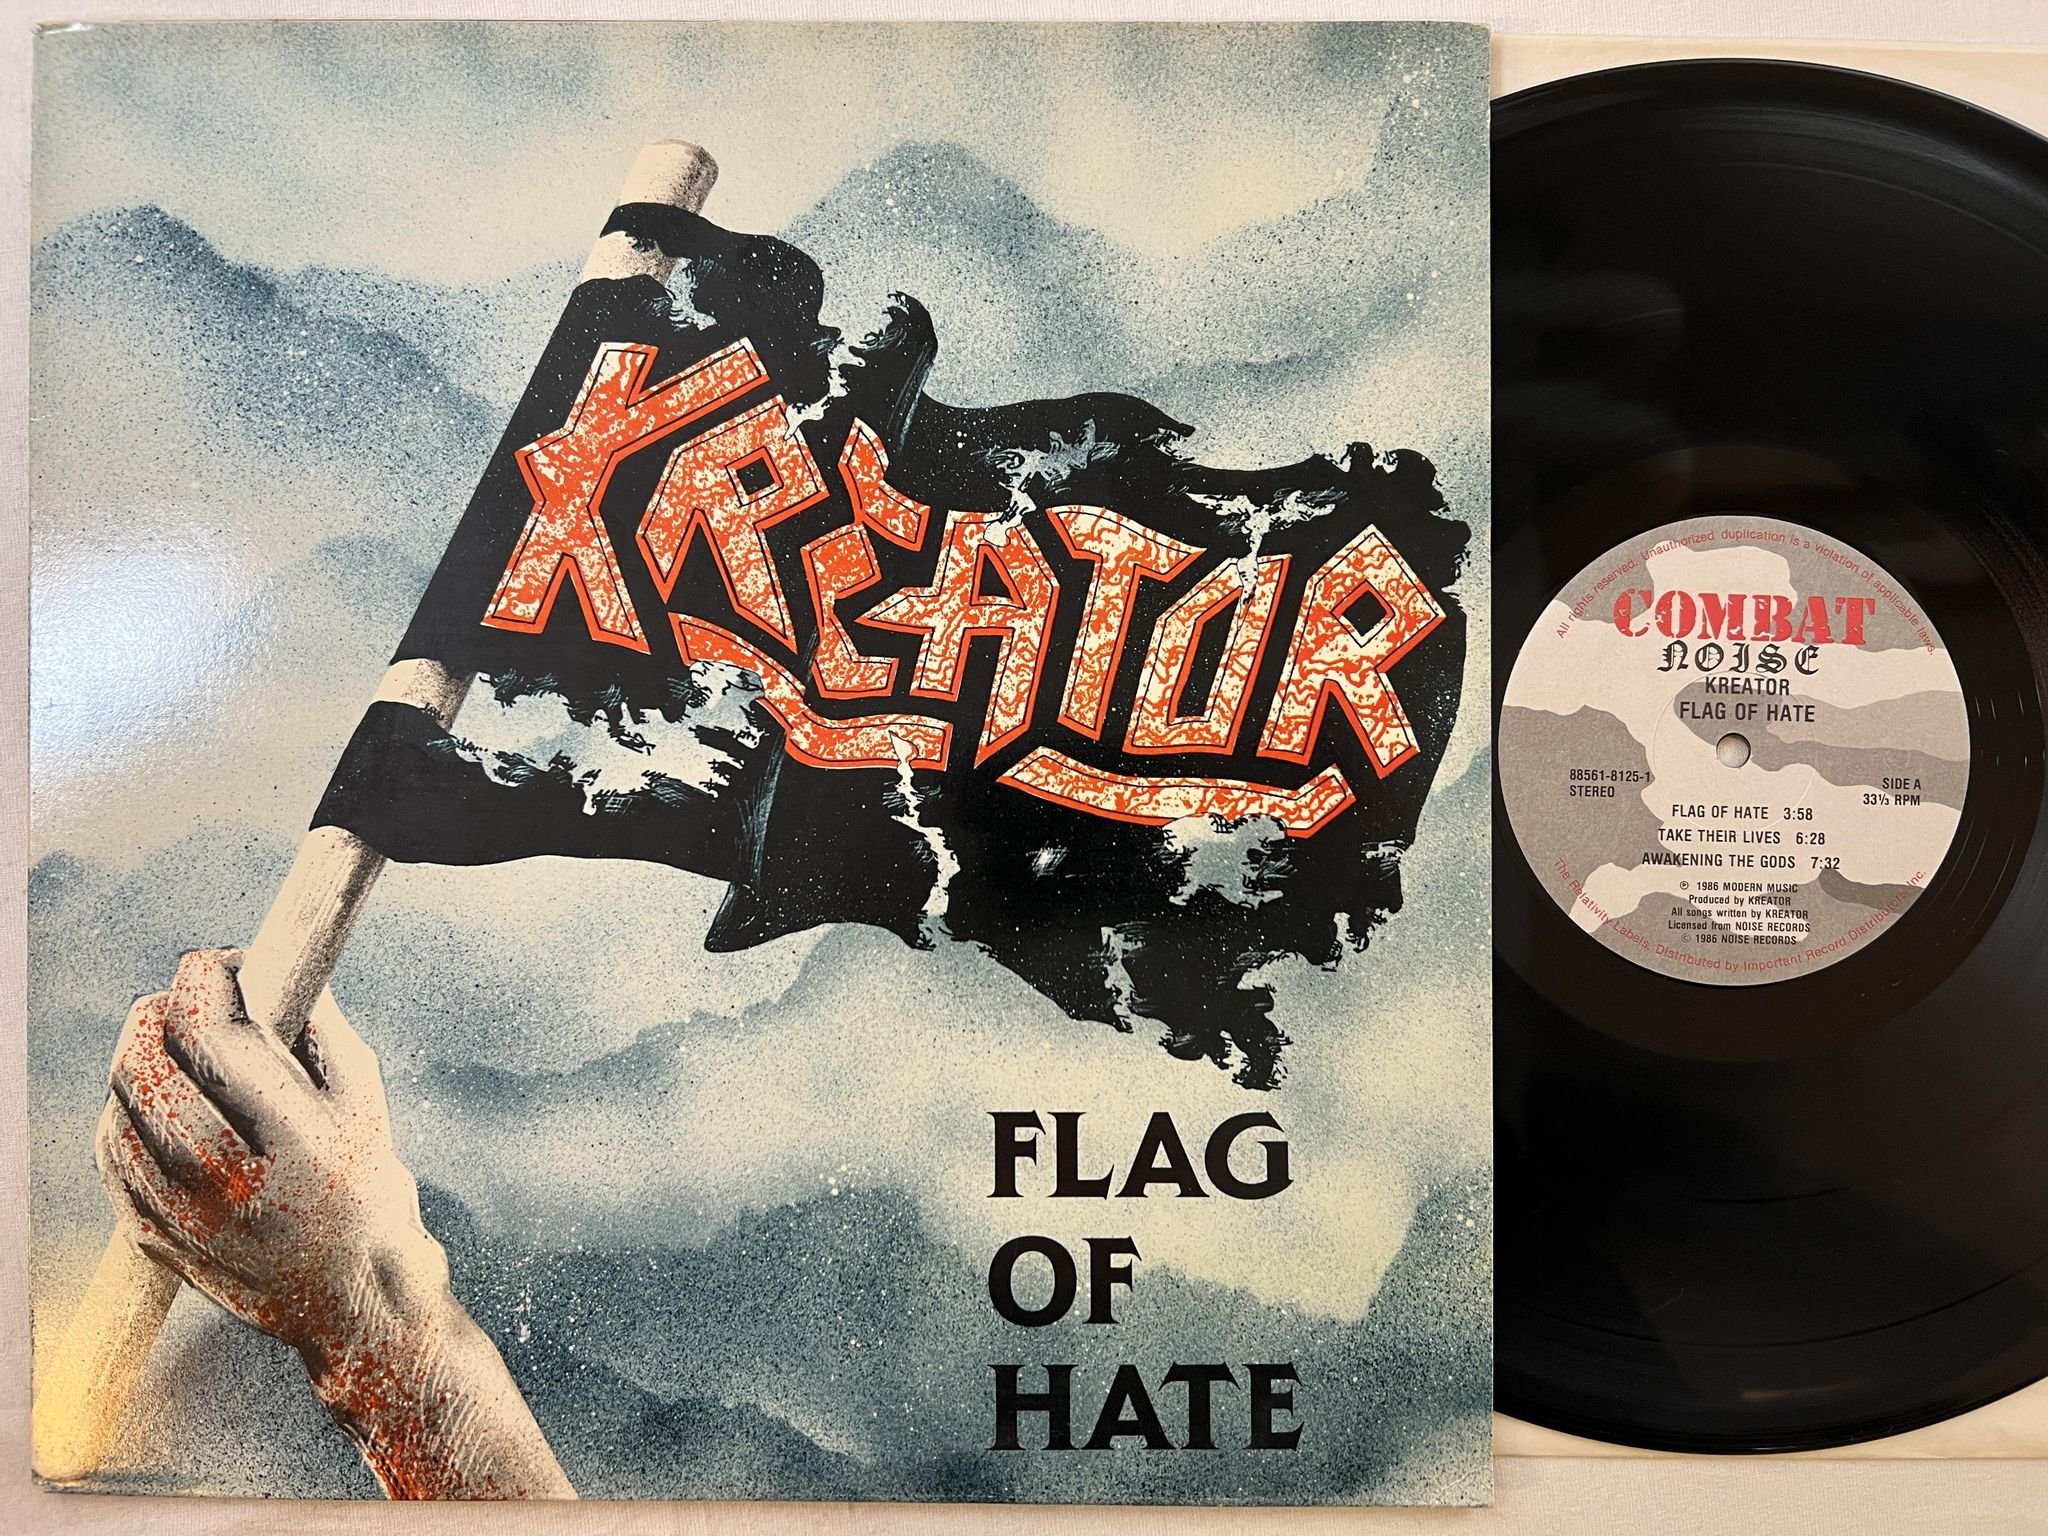 KREATOR
FLAG
OF
HATE
All rights reserved. Unauthorized duplication is a violation of applicable laws.
COMBAT
NOISE
KREATOR
FLAG OF HATE
88561-8125-1
STEREO
SIDE A
33⅓ RPM
FLAG OF HATE 3:58
TAKE THEIR LIVES 6:28
AWAKENING THE GODS 7:32
℗ 1986 MODERN MUSIC
Produced by KREATOR
All songs written by KREATOR
Licensed from NOISE RECORDS
© 1986 NOISE RECORDS
The Relativity Labels. Distributed by Important Record Distributors, Inc.